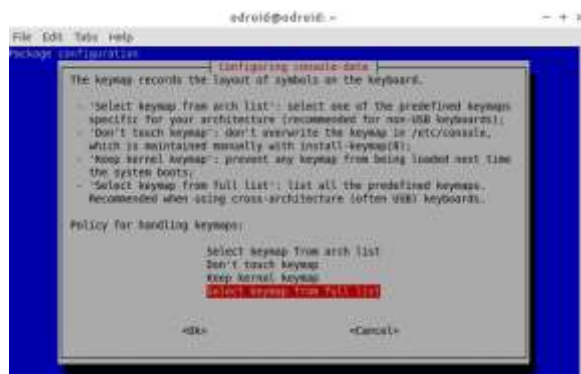 odroid@odroid: ~
File Edit Tabs Help
Package configuration
Configuring console-data
The keymap records the layout of symbols on the keyboard.
- 'Select keymap from arch list': select one of the predefined keymaps
specific for your architecture (recommended for non-USB keyboards);
- 'Don't touch keymap': don't overwrite the keymap in /etc/console,
which is maintained manually with install-keymap(8);
- 'Keep kernel keymap': prevent any keymap from being loaded next time
the system boots;
- 'Select keymap from full list': list all the predefined keymaps.
Recommended when using cross-architecture (often USB) keyboards.
Policy for handling keymaps:
Select keymap from arch list
Don't touch keymap
Keep kernel keymap
Select keymap from full list
<Ok>
<Cancel>